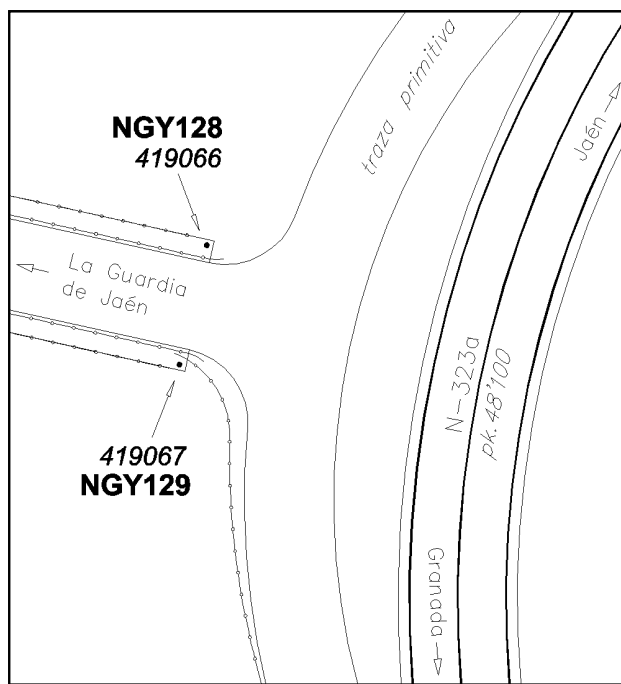 traza primitiva
NGY128
419066
Jaén
La Guardia
de Jaén
N-323a
pk. 48'100
419067
NGY129
Granada